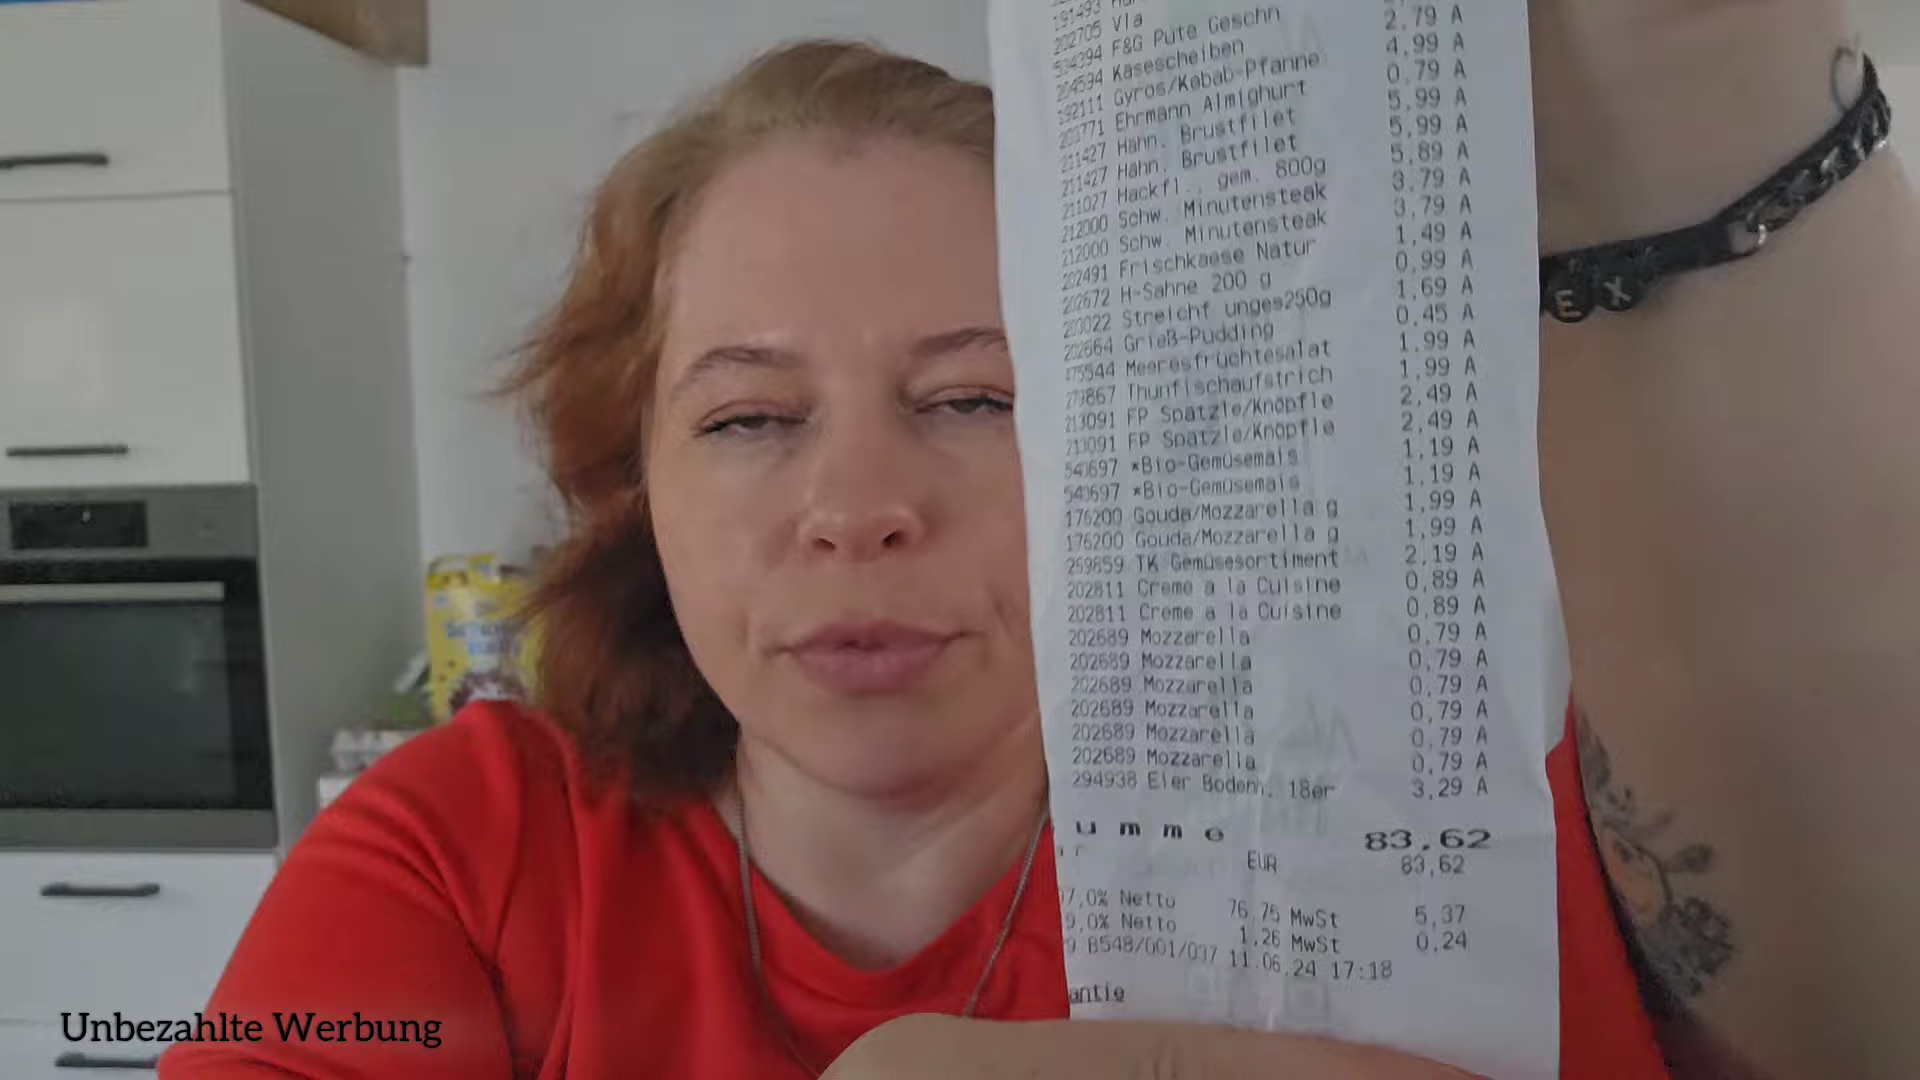 191493
202705 Vla
534394 F&G Pute Geschn 2,79 A
204594 Käsescheiben 4,99 A
192111 Gyros/Kebab-Pfanne 0,79 A
203771 Ehrmann Almighurt 5,99 A
211427 Hähn. Brustfilet 5,99 A
211427 Hähn. Brustfilet 5,89 A
211027 Hackfl., gem. 800g 3,79 A
212000 Schw. Minutensteak 3,79 A
212000 Schw. Minutensteak 1,49 A
202491 Frischkaese Natur 0,99 A
202672 H-Sahne 200 g 1,69 A
203022 Streichf unges250g 0,45 A
202664 Grieß-Pudding 1,99 A
475544 Meeresfrüchtesalat 1,99 A
279867 Thunfischaufstrich 2,49 A
213091 FP Spätzle/Knöpfle 2,49 A
213091 FP Spätzle/Knöpfle 1,19 A
540697 *Bio-Gemüsemais 1,19 A
540697 *Bio-Gemüsemais 1,99 A
176200 Gouda/Mozzarella g 1,99 A
176200 Gouda/Mozzarella g 2,19 A
259859 TK Gemüsesortiment 0,89 A
202811 Creme a la Cuisine 0,89 A
202811 Creme a la Cuisine 0,79 A
202689 Mozzarella 0,79 A
202689 Mozzarella 0,79 A
202689 Mozzarella 0,79 A
202689 Mozzarella 0,79 A
202689 Mozzarella 0,79 A
202689 Mozzarella 3,29 A
294938 Eier Bodenh. 18er
umme 83,62
EUR 83,62
7,0% Netto 76,75 MwSt 5,37
9,0% Netto 1,26 MwSt 0,24
B548/001/037 11.06.24 17:18
antie
E X
Unbezahlte Werbung